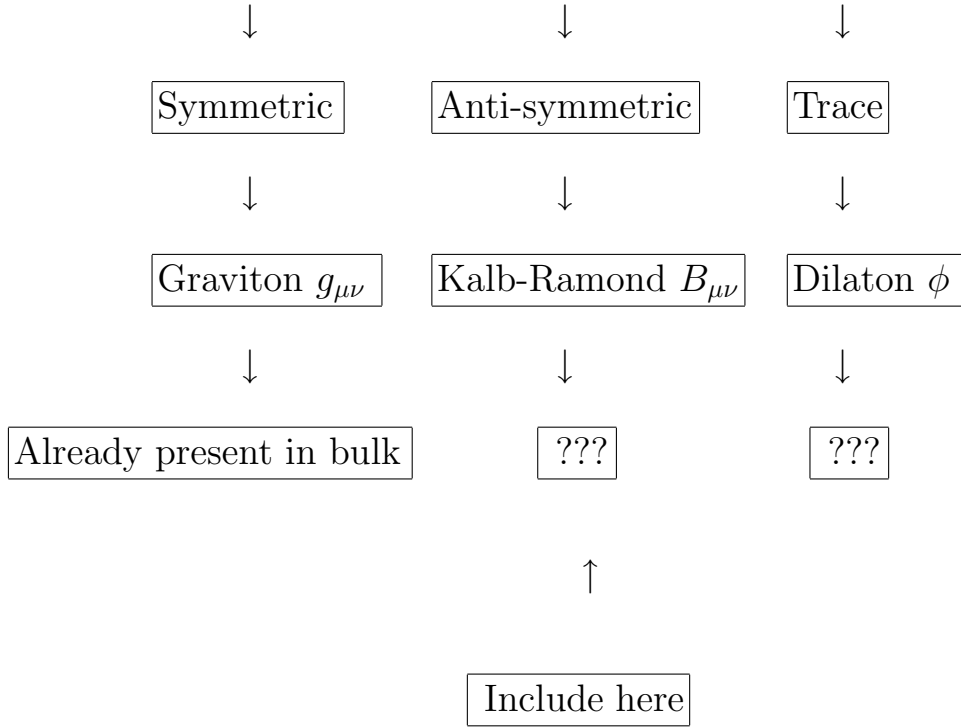 ↓ ↓ ↓
Symmetric Anti-symmetric Trace
↓ ↓ ↓
Graviton $g_{\mu\nu}$ Kalb-Ramond $B_{\mu\nu}$ Dilaton $\phi$
↓ ↓ ↓
Already present in bulk ??? ???
↑
Include here